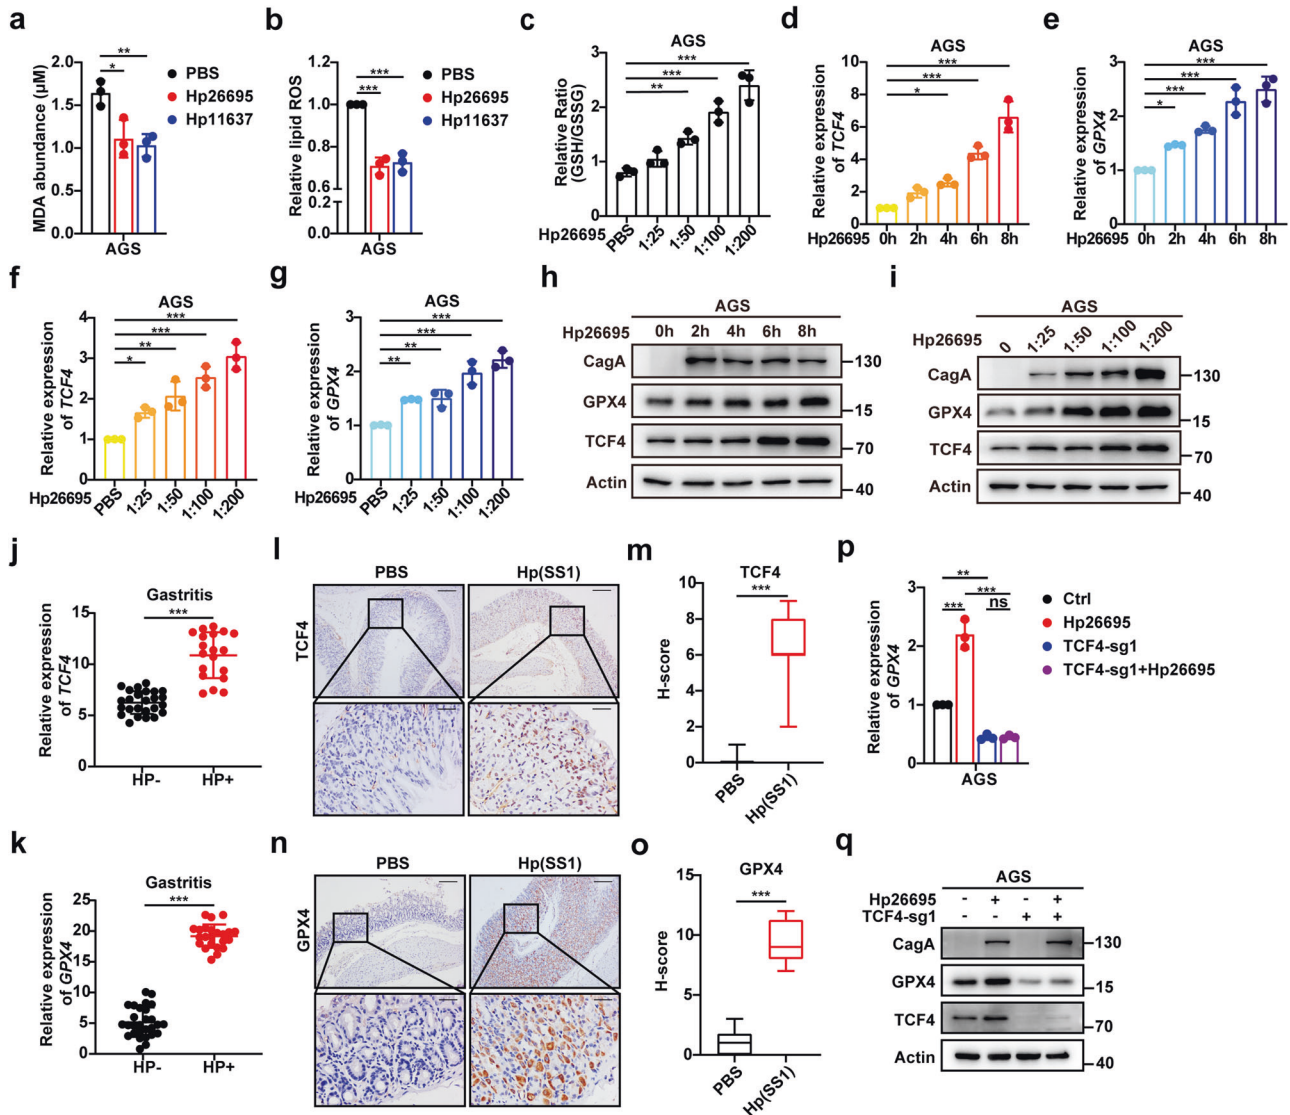 a
MDA abundance (μM)
2.0
1.5
1.0
0.5
0.0
**
*
AGS
PBS
Hp26695
Hp11637
b
Relative lipid ROS
1.2
1.0
0.8
0.6
0.2
0.0
***
***
AGS
PBS
Hp26695
Hp11637
c
AGS
Relative Ratio
(GSH/GSSG)
3
2
1
0
***
***
**
Hp26695
PBS 1:25 1:50 1:100 1:200
d
AGS
Relative expression
of TCF4
10
8
6
4
2
0
***
***
*
Hp26695 0h 2h 4h 6h 8h
e
AGS
Relative expression
of GPX4
3
2
1
0
***
***
***
*
Hp26695 0h 2h 4h 6h 8h
f
AGS
Relative expression
of TCF4
4
3
2
1
0
***
***
**
*
Hp26695
PBS 1:25 1:50 1:100 1:200
g
AGS
Relative expression
of GPX4
3
2
1
0
***
***
**
**
Hp26695
PBS 1:25 1:50 1:100 1:200
h
AGS
Hp26695 0h 2h 4h 6h 8h
CagA 130
GPX4 15
TCF4 70
Actin 40
i
AGS
Hp26695 0 1:25 1:50 1:100 1:200
CagA 130
GPX4 15
TCF4 70
Actin 40
j
Gastritis
Relative expression
of TCF4
15
10
5
0
***
HP- HP+
l
PBS Hp(SS1)
TCF4
m
TCF4
H-score
10
8
6
4
2
0
***
PBS Hp(SS1)
p
Relative expression
of GPX4
3
2
1
0
**
***
***
ns
AGS
Ctrl
Hp26695
TCF4-sg1
TCF4-sg1+Hp26695
k
Gastritis
Relative expression
of GPX4
25
20
15
10
5
0
***
HP- HP+
n
PBS Hp(SS1)
GPX4
o
GPX4
H-score
15
10
5
0
***
PBS Hp(SS1)
q
AGS
Hp26695 - + - +
TCF4-sg1 - - + +
CagA 130
GPX4 15
TCF4 70
Actin 40